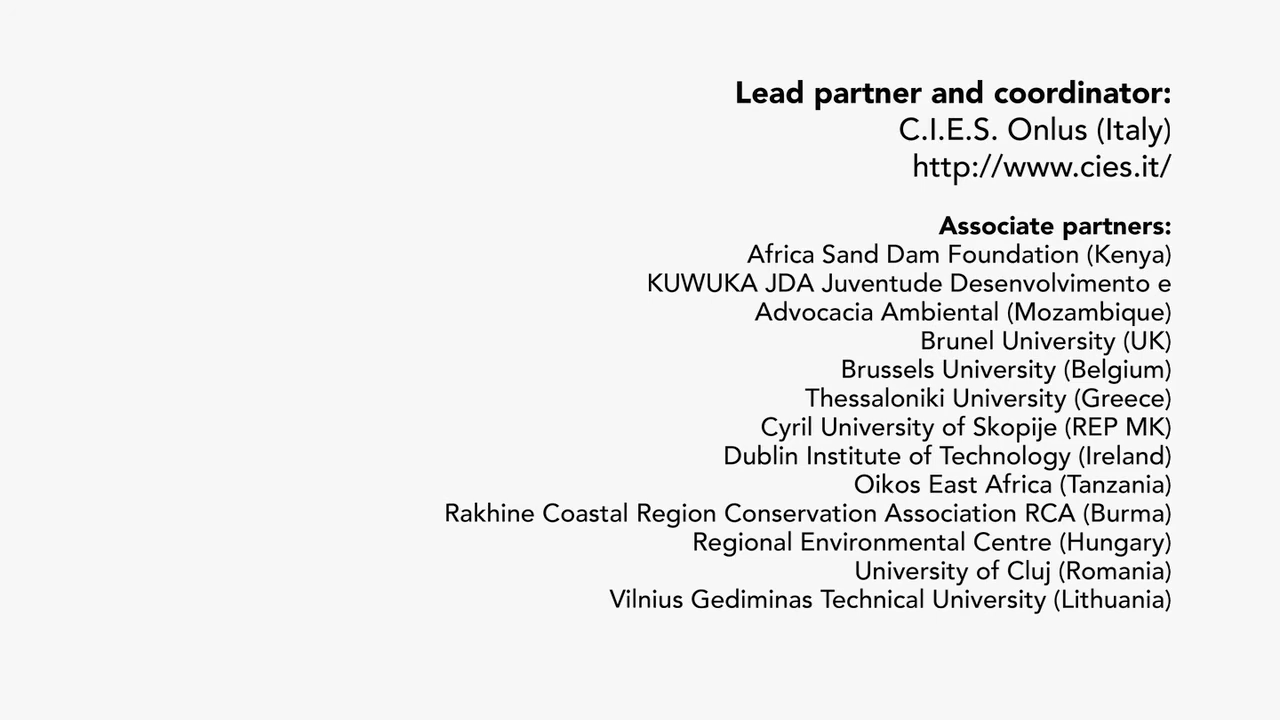 Lead partner and coordinator:
C.I.E.S. Onlus (Italy)
http://www.cies.it/
Associate partners:
Africa Sand Dam Foundation (Kenya)
KUWUKA JDA Juventude Desenvolvimento e
Advocacia Ambiental (Mozambique)
Brunel University (UK)
Brussels University (Belgium)
Thessaloniki University (Greece)
Cyril University of Skopije (REP MK)
Dublin Institute of Technology (Ireland)
Oikos East Africa (Tanzania)
Rakhine Coastal Region Conservation Association RCA (Burma)
Regional Environmental Centre (Hungary)
University of Cluj (Romania)
Vilnius Gediminas Technical University (Lithuania)